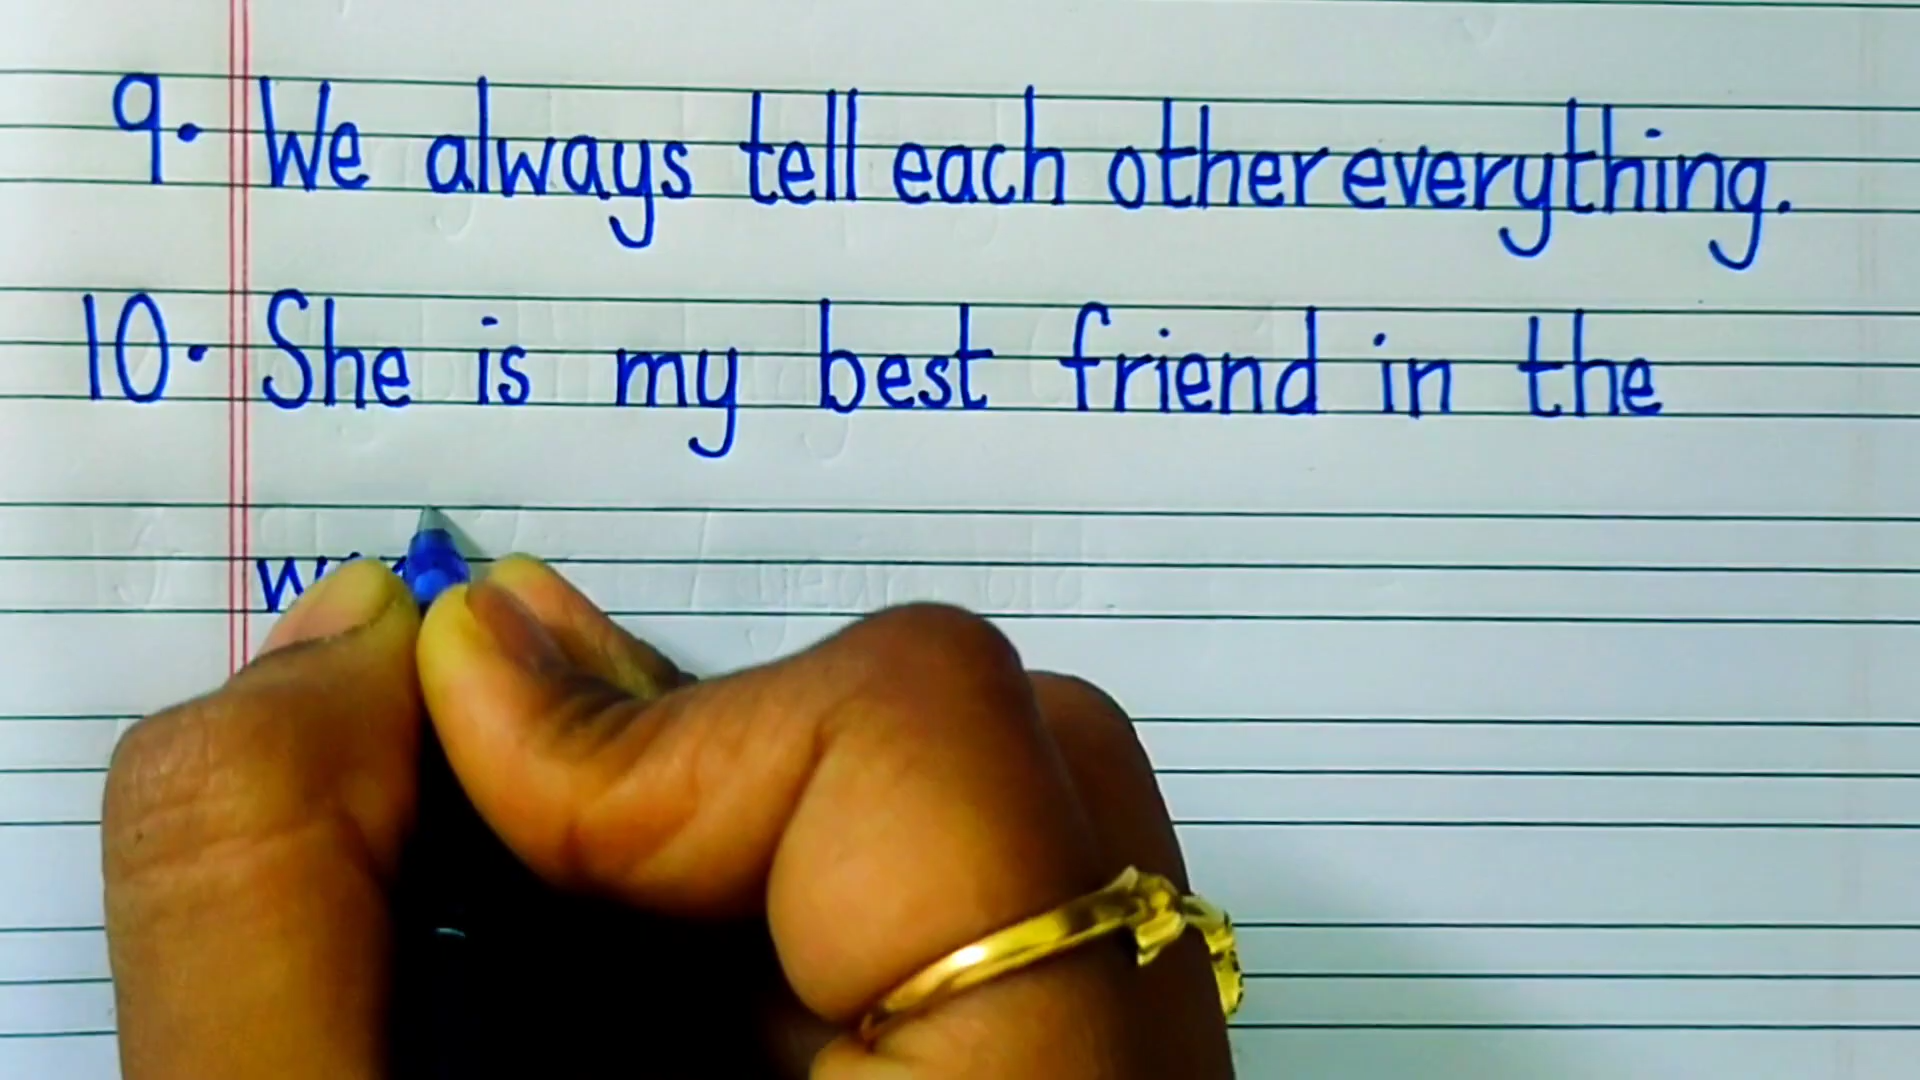 9. We always tell each other everything.
10. She is my best friend in the